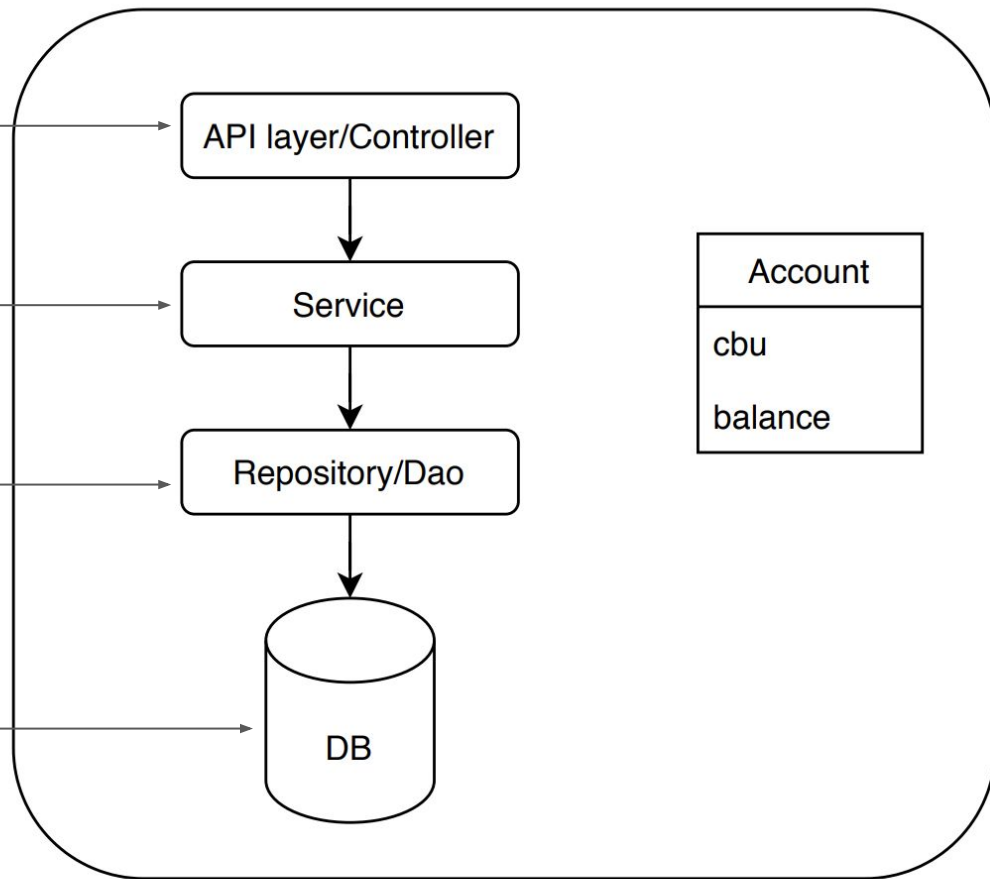 API layer/Controller
Service
Account
cbu
balance
Repository/Dao
DB